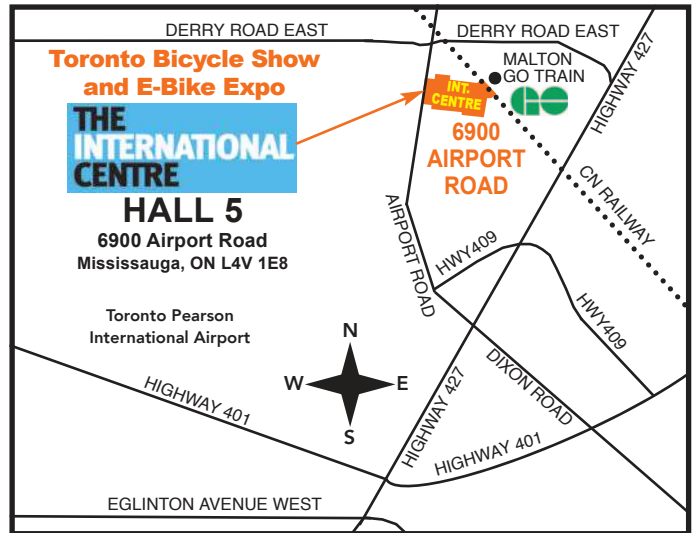 DERRY ROAD EAST
DERRY ROAD EAST
HIGHWAY 427
Toronto Bicycle Show
and E-Bike Expo
MALTON
GO TRAIN
GO
INT.
CENTRE
THE
INTERNATIONAL
CENTRE
6900
AIRPORT
ROAD
HALL 5
6900 Airport Road
Mississauga, ON L4V 1E8
CN RAILWAY
AIRPORT ROAD
HWY409
HWY409
Toronto Pearson
International Airport
N
W
E
S
DIXON ROAD
HIGHWAY 401
HIGHWAY 427
HIGHWAY 401
EGLINTON AVENUE WEST